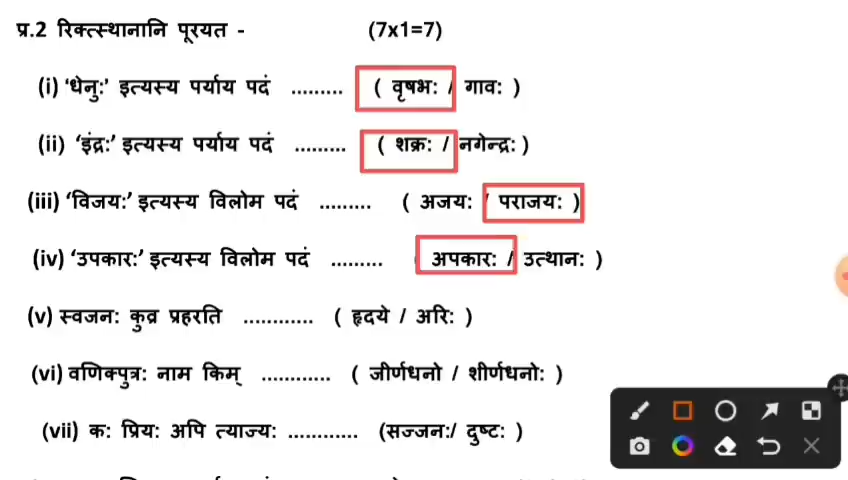 प्र.2 रिक्त्स्थानानि पूरयत - (7x1=7)
(i) ‘धेनु:’ इत्यस्य पर्याय पदं ......... ( वृषभ: / गाव: )
(ii) ‘इंद्र:’ इत्यस्य पर्याय पदं ......... ( शक्र: / नगेन्द्र: )
(iii) ‘विजय:’ इत्यस्य विलोम पदं ......... ( अजय: / पराजय: )
(iv) ‘उपकार:’ इत्यस्य विलोम पदं ......... ( अपकार: / उत्थान: )
(v) स्वजन: कुत्र प्रहरति ............ ( हृदये / अरि: )
(vi) वणिक्पुत्र: नाम किम् ............ ( जीर्णधनो / शीर्णधनो: )
(vii) क: प्रिय: अपि त्याज्य: ............ (सज्जन:/ दुष्ट: )